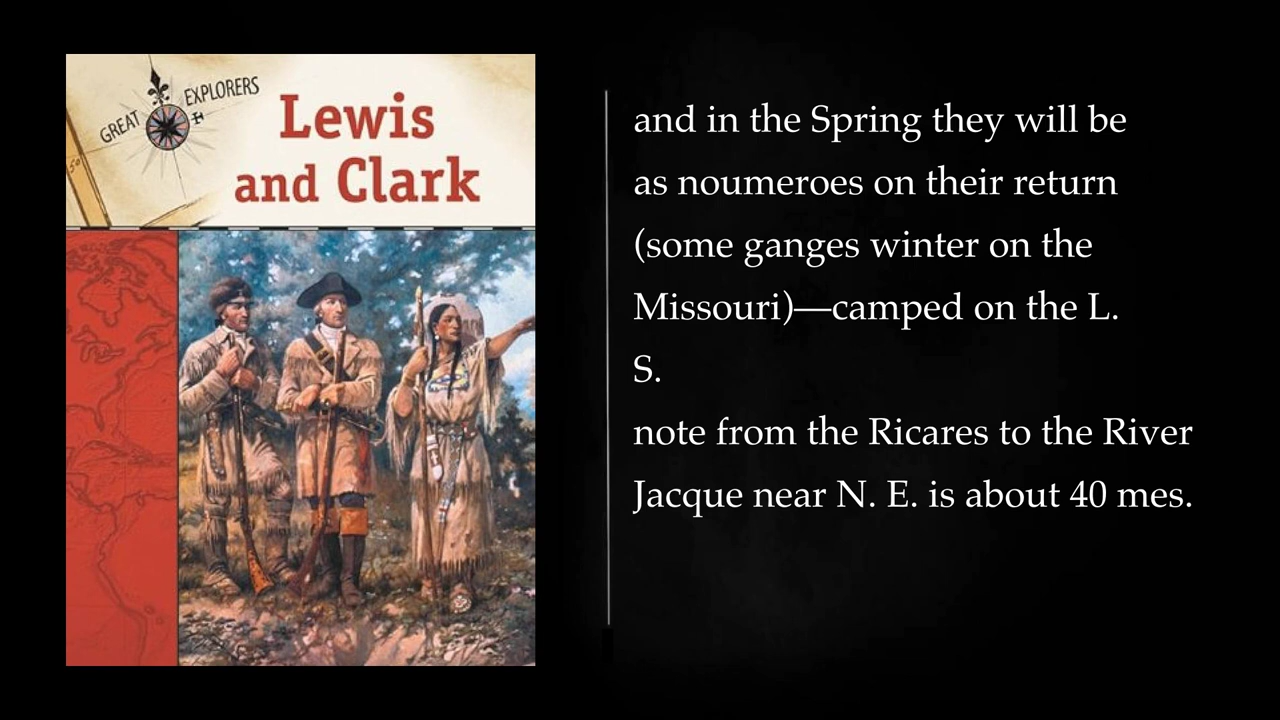 GREAT EXPLORERS
Lewis
and Clark
50
and in the Spring they will be
as noumeroes on their return
(some ganges winter on the
Missouri)—camped on the L.
S.
note from the Ricares to the River
Jacque near N. E. is about 40 mes.